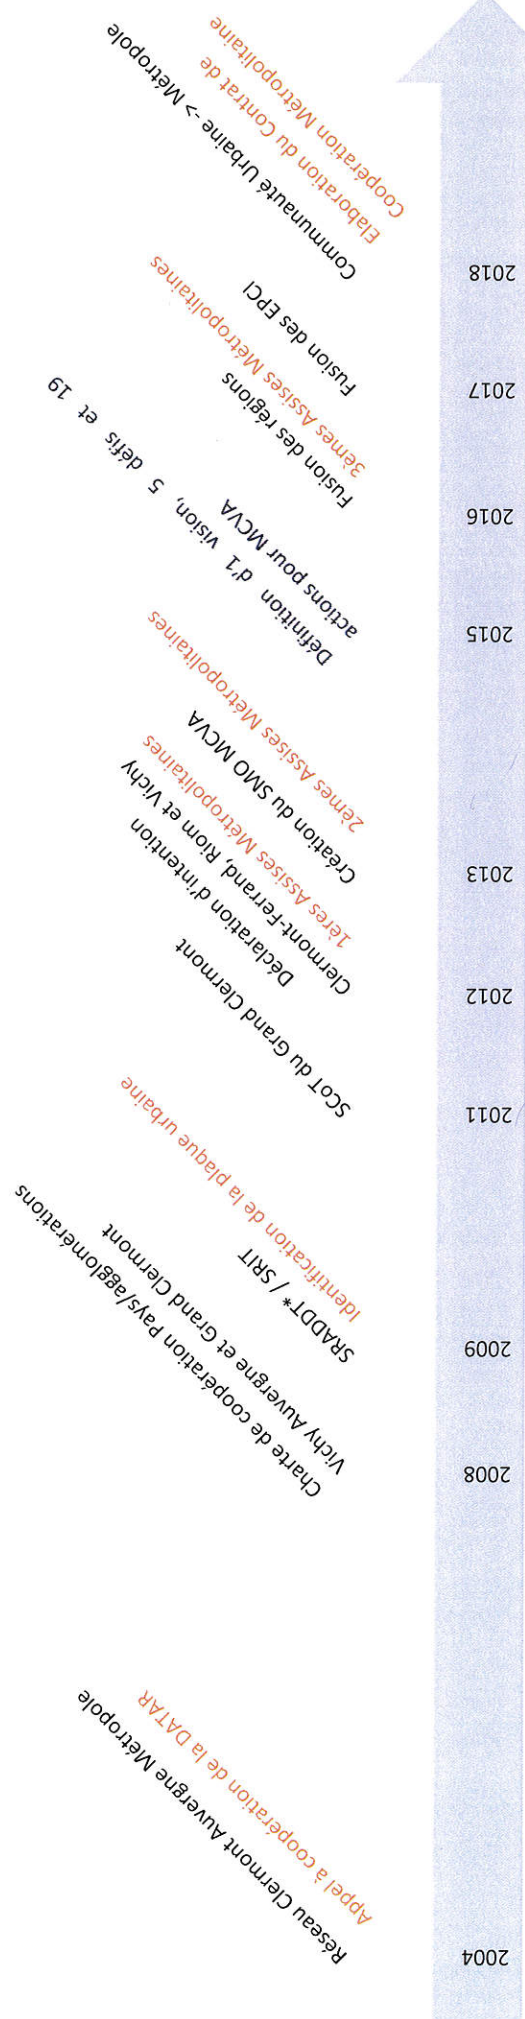 2004
Appel à coopération de la DATAR
Réseau Clermont Auvergne Métropole
2008
Charte de coopération Pays/agglomérations
Vichy Auvergne et Grand Clermont
2009
SRADDT* / SRIT
Identification de la plaque urbaine
2011
SCoT du Grand Clermont
2012
Déclaration d'intention
Clermont-Ferrand, Riom et Vichy
1ères Assises Métropolitaines
2013
Création du SMO MCVA
2èmes Assises Métropolitaines
2015
Définition d'1 vision, 5 défis et 19
actions pour MCVA
2016
Fusion des régions
3èmes Assises Métropolitaines
2017
Fusion des EPCI
2018
Communauté Urbaine -> Métropole
Elaboration du Contrat de
Coopération Métropolitaine